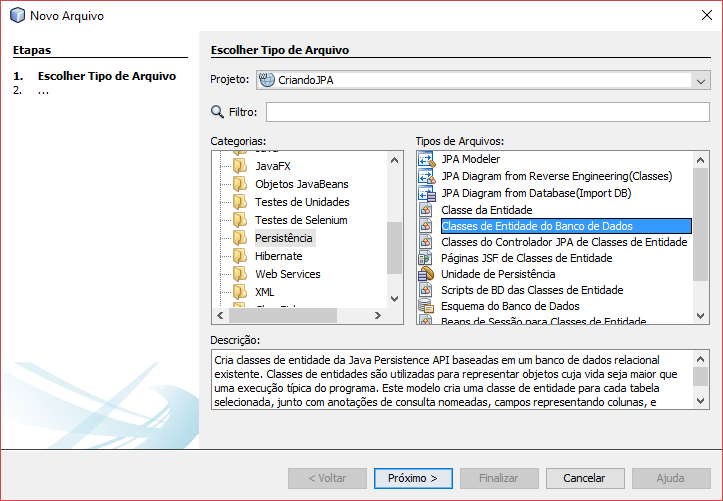 Novo Arquivo
Etapas
1. Escolher Tipo de Arquivo
2. ...
Escolher Tipo de Arquivo
Projeto: CriandoJPA
Filtro:
Categorias:
JavaFX
Objetos JavaBeans
Testes de Unidades
Testes de Selenium
Persistência
Hibernate
Web Services
XML
Tipos de Arquivos:
JPA Modeler
JPA Diagram from Reverse Engineering(Classes)
JPA Diagram from Database(Import DB)
Classe da Entidade
Classes de Entidade do Banco de Dados
Classes do Controlador JPA de Classes de Entidade
Páginas JSF de Classes de Entidade
Unidade de Persistência
Scripts de BD das Classes de Entidade
Esquema do Banco de Dados
Beans de Sessão para Classes de Entidade
Descrição:
Cria classes de entidade da Java Persistence API baseadas em um banco de dados relacional
existente. Classes de entidades são utilizadas para representar objetos cuja vida seja maior que
uma execução típica do programa. Este modelo cria uma classe de entidade para cada tabela
selecionada, junto com anotações de consulta nomeadas, campos representando colunas, e
< Voltar
Próximo >
Finalizar
Cancelar
Ajuda